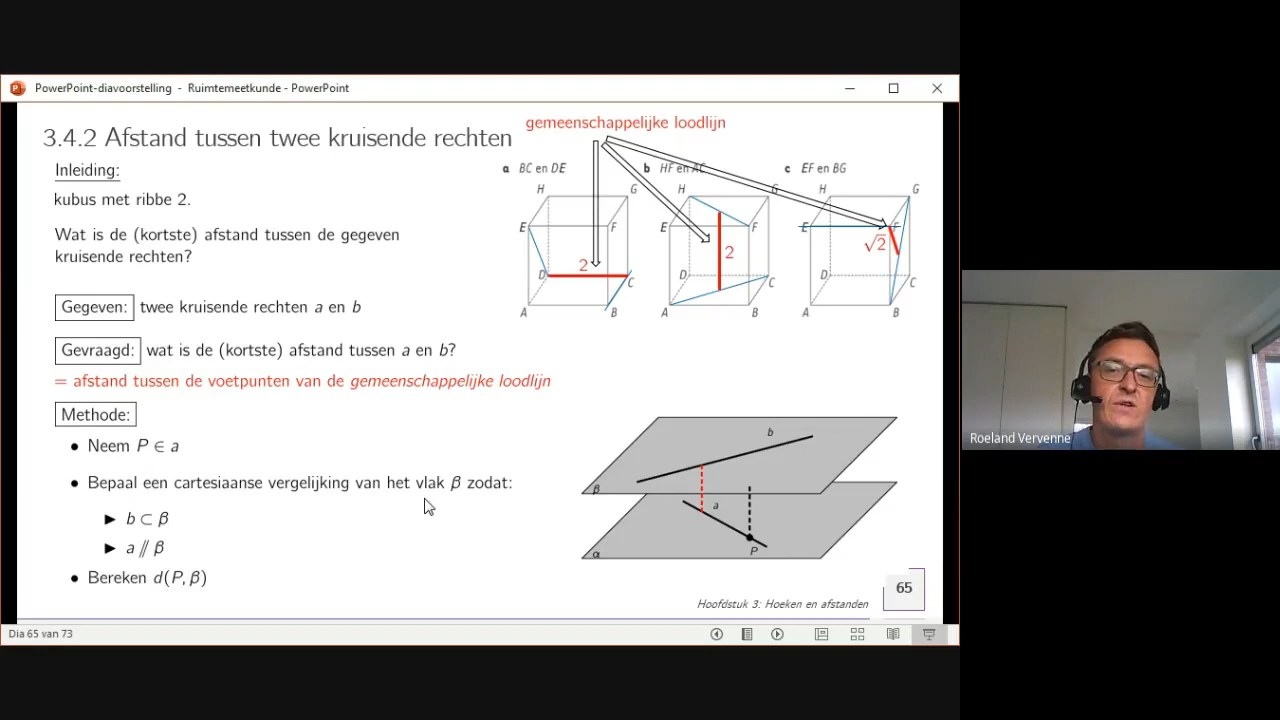 PowerPoint-diavoorstelling - Ruimtemeetkunde - PowerPoint
3.4.2 Afstand tussen twee kruisende rechten
gemeenschappelijke loodlijn
Inleiding:
kubus met ribbe 2.
Wat is de (kortste) afstand tussen de gegeven
kruisende rechten?
a BC en DE
H G
E F
D 2 C
A B
b HF en AC
H G
E F
2
D C
A B
c EF en BG
H G
E F
√2
D C
A B
Gegeven: twee kruisende rechten a en b
Gevraagd: wat is de (kortste) afstand tussen a en b?
= afstand tussen de voetpunten van de gemeenschappelijke loodlijn
Methode:
• Neem P ∈ a
• Bepaal een cartesiaanse vergelijking van het vlak β zodat:
▶ b ⊂ β
▶ a ∥ β
• Bereken d(P, β)
b
β
a
P
α
Hoofdstuk 3: Hoeken en afstanden
65
Dia 65 van 73
Roeland Vervenne